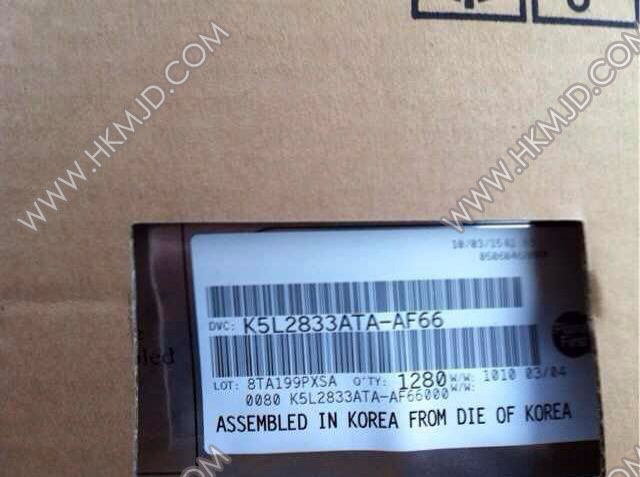 WWW.HKMJD.COM
WWW.HKMJD.COM
DVC: K5L2833ATA-AF66
LOT: 8TA199PXSA Q'TY: 1280 W/W: 1010 03/04
0080 K5L2833ATA-AF66000 W/W:
ASSEMBLED IN KOREA FROM DIE OF KOREA